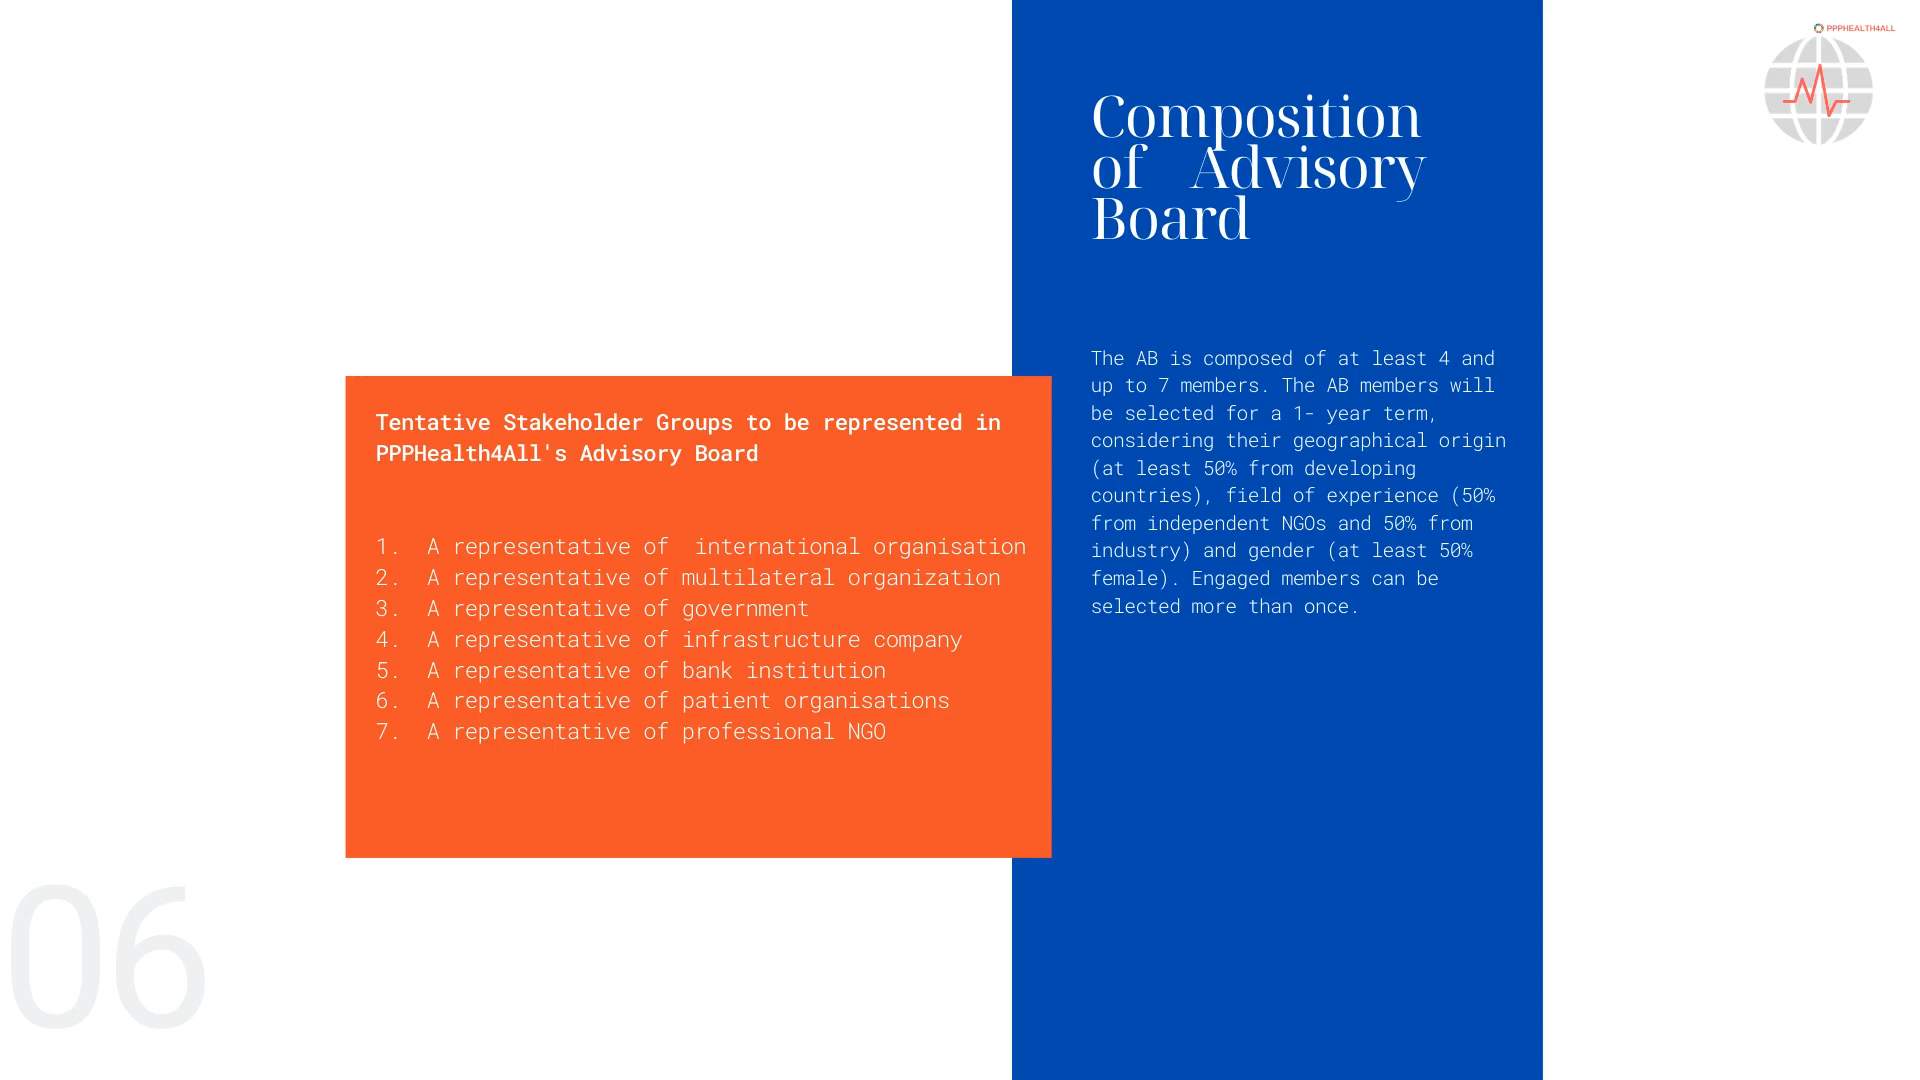 PPPHEALTH4ALL
Composition
of Advisory
Board
The AB is composed of at least 4 and
up to 7 members. The AB members will
be selected for a 1- year term,
considering their geographical origin
(at least 50% from developing
countries), field of experience (50%
from independent NGOs and 50% from
industry) and gender (at least 50%
female). Engaged members can be
selected more than once.
Tentative Stakeholder Groups to be represented in
PPPHealth4All's Advisory Board
1. A representative of international organisation
2. A representative of multilateral organization
3. A representative of government
4. A representative of infrastructure company
5. A representative of bank institution
6. A representative of patient organisations
7. A representative of professional NGO
06